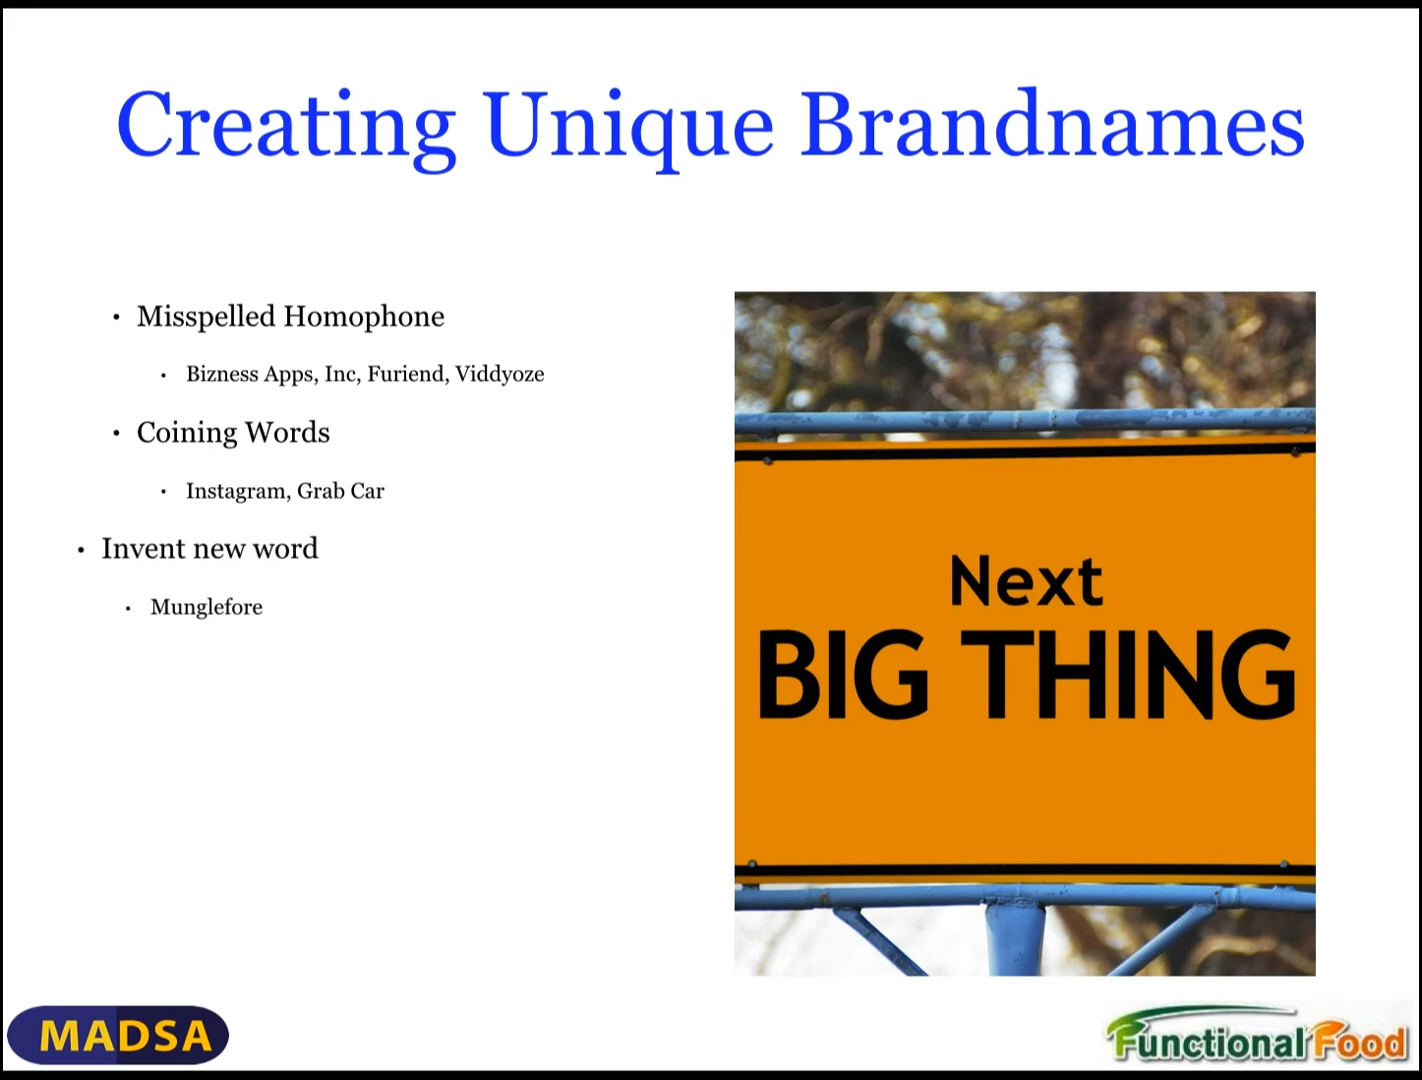 Creating Unique Brandnames
• Misspelled Homophone
• Bizness Apps, Inc, Furiend, Viddyoze
• Coining Words
• Instagram, Grab Car
• Invent new word
• Munglefore
Next
BIG THING
MADSA
Functional Food